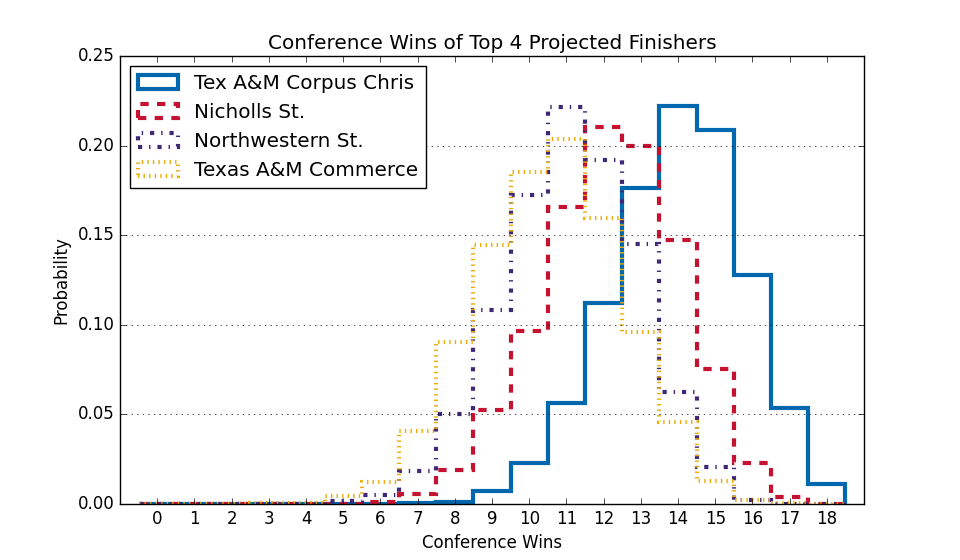 Conference Wins of Top 4 Projected Finishers
0.25
0.20
0.15
0.10
0.05
0.00
Probability
Tex A&M Corpus Chris
Nicholls St.
Northwestern St.
Texas A&M Commerce
0 1 2 3 4 5 6 7 8 9 10 11 12 13 14 15 16 17 18
Conference Wins